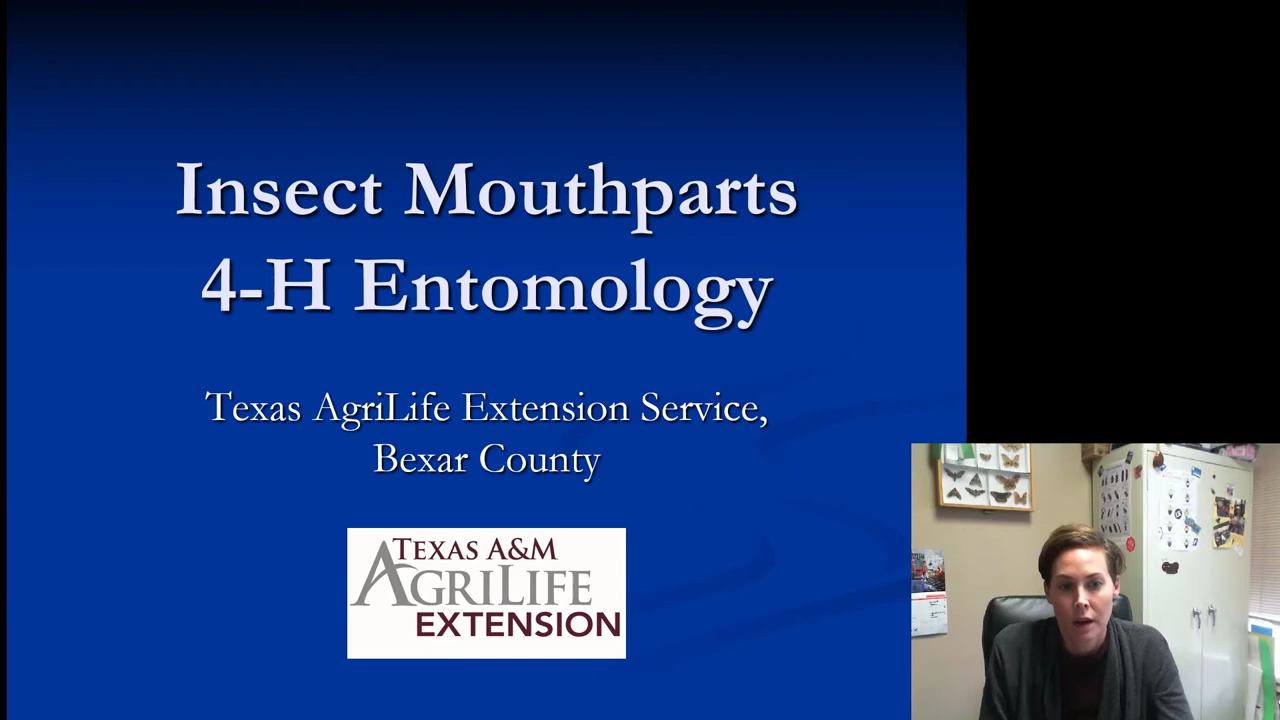 Insect Mouthparts
4-H Entomology
Texas AgriLife Extension Service,
Bexar County
TEXAS A&M
AGRILIFE
EXTENSION